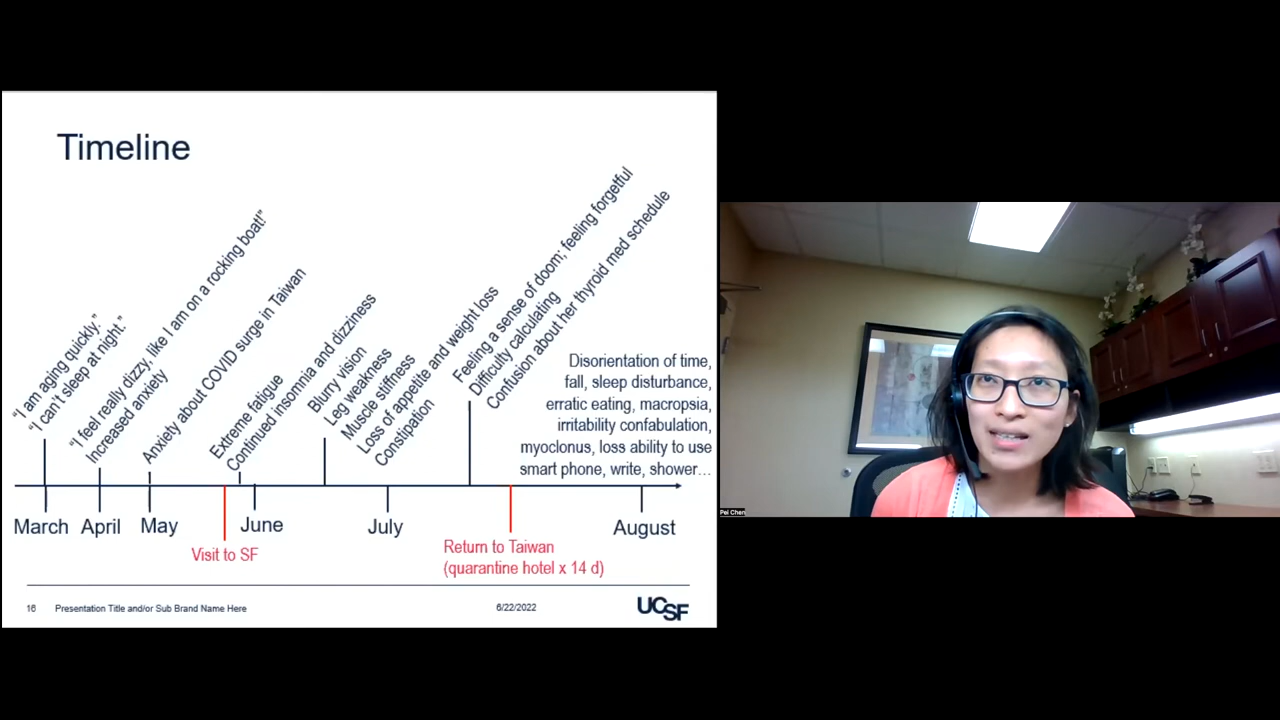 Timeline
“I am aging quickly.”
“I can’t sleep at night.”
“I feel really dizzy, like I am on a rocking boat!”
Increased anxiety
Anxiety about COVID surge in Taiwan
Extreme fatigue
Continued insomnia and dizziness
Blurry vision
Leg weakness
Muscle stiffness
Loss of appetite and weight loss
Constipation
Feeling a sense of doom; feeling forgetful
Difficulty calculating
Confusion about her thyroid med schedule
Disorientation of time,
fall, sleep disturbance,
erratic eating, macropsia,
irritability confabulation,
myoclonus, loss ability to use
smart phone, write, shower…
March April May June July August
Visit to SF
Return to Taiwan
(quarantine hotel x 14 d)
16 Presentation Title and/or Sub Brand Name Here 6/22/2022 UCSF
Pei Chen